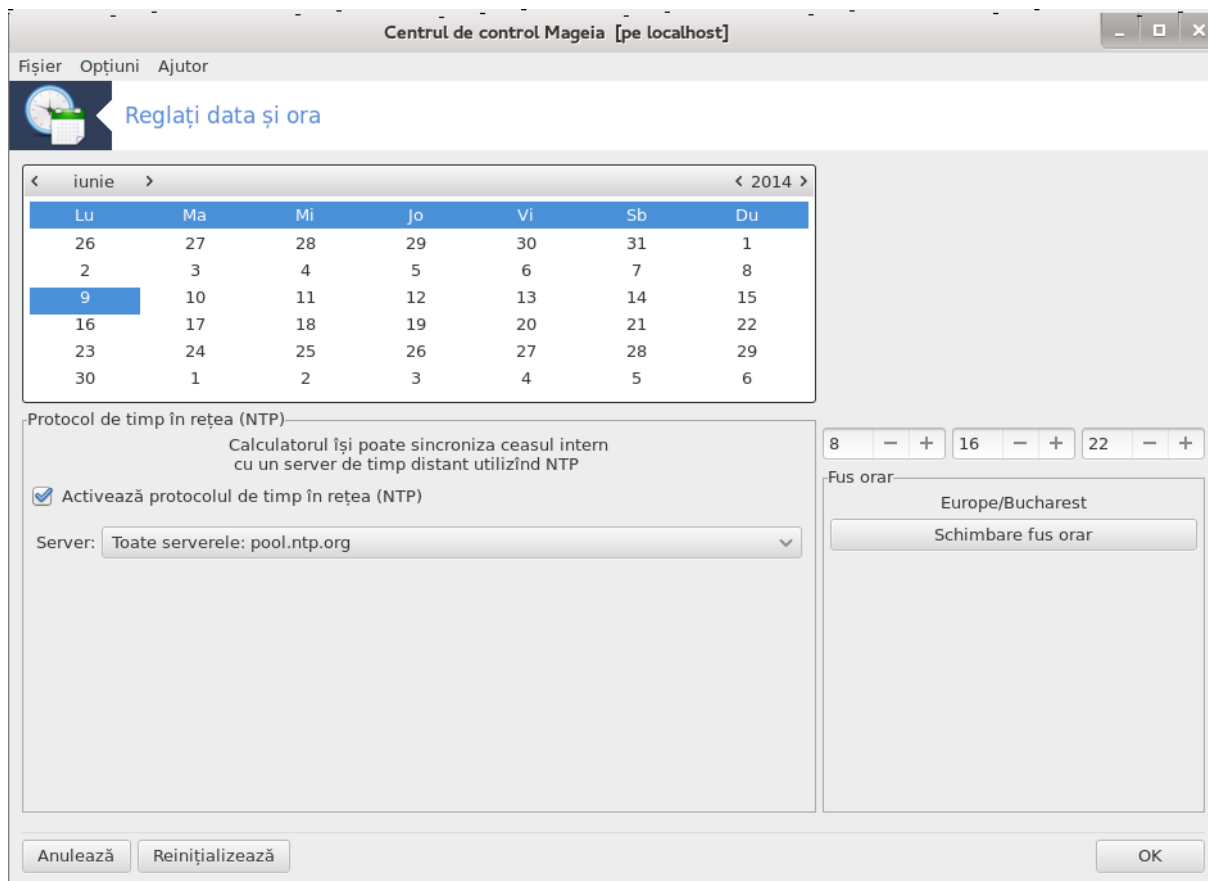 Centrul de control Mageia [pe localhost]
Fișier Opțiuni Ajutor
Reglați data și ora
iunie 2014
Lu Ma Mi Jo Vi Sb Du
26 27 28 29 30 31 1
2 3 4 5 6 7 8
9 10 11 12 13 14 15
16 17 18 19 20 21 22
23 24 25 26 27 28 29
30 1 2 3 4 5 6
Protocol de timp în rețea (NTP)
Calculatorul își poate sincroniza ceasul intern
cu un server de timp distant utilizînd NTP
Activează protocolul de timp în rețea (NTP)
Server: Toate serverele: pool.ntp.org
8 16 22
Fus orar
Europe/Bucharest
Schimbare fus orar
Anulează Reinițializează OK